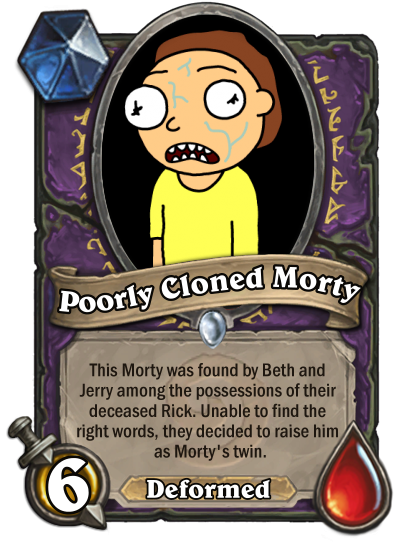 Poorly Cloned Morty
This Morty was found by Beth and
Jerry among the possessions of their
deceased Rick. Unable to find the
right words, they decided to raise him
as Morty's twin.
6
Deformed